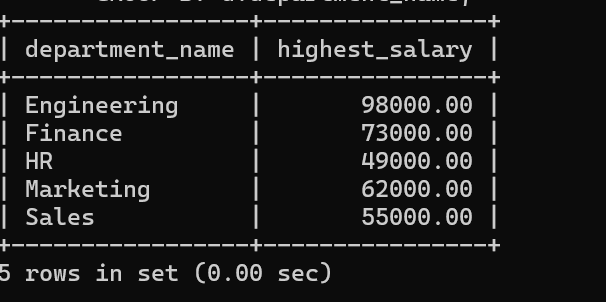 +-----------------+----------------+
| department_name | highest_salary |
+-----------------+----------------+
| Engineering     |       98000.00 |
| Finance         |       73000.00 |
| HR              |       49000.00 |
| Marketing       |       62000.00 |
| Sales           |       55000.00 |
+-----------------+----------------+
5 rows in set (0.00 sec)